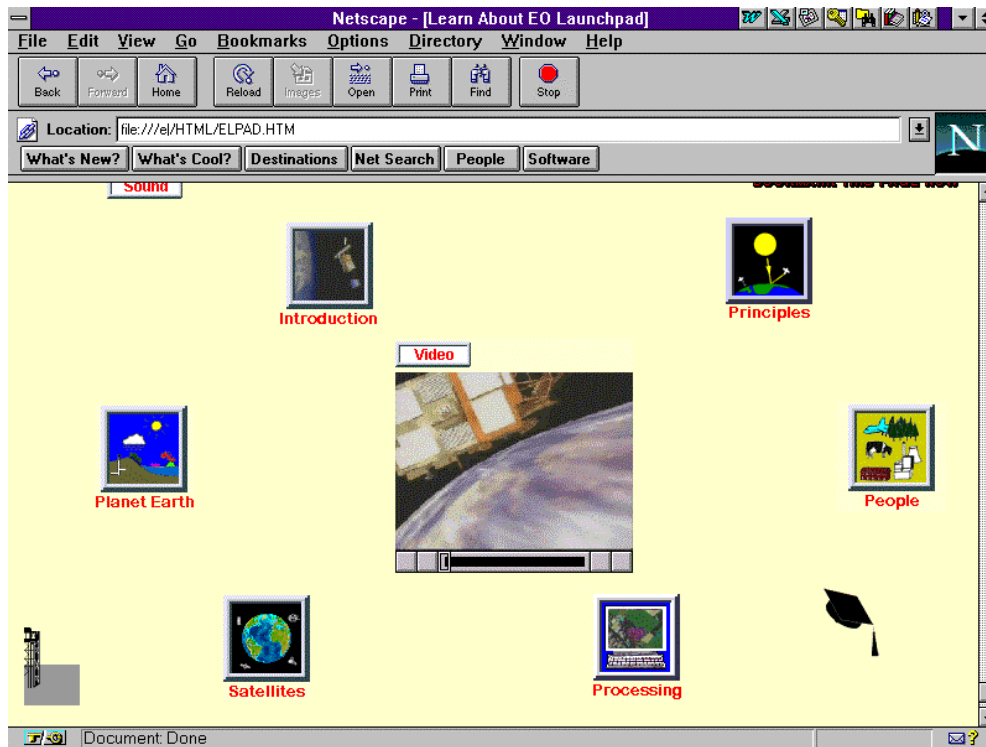 Netscape - [Learn About EO Launchpad]
File Edit View Go Bookmarks Options Directory Window Help
Back Forward Home Reload Images Open Print Find Stop
Location: file:///e|/HTML/ELPAD.HTM
N
What's New? What's Cool? Destinations Net Search People Software
Sound
Introduction
Principles
Video
Planet Earth
People
Satellites
Processing
Document: Done